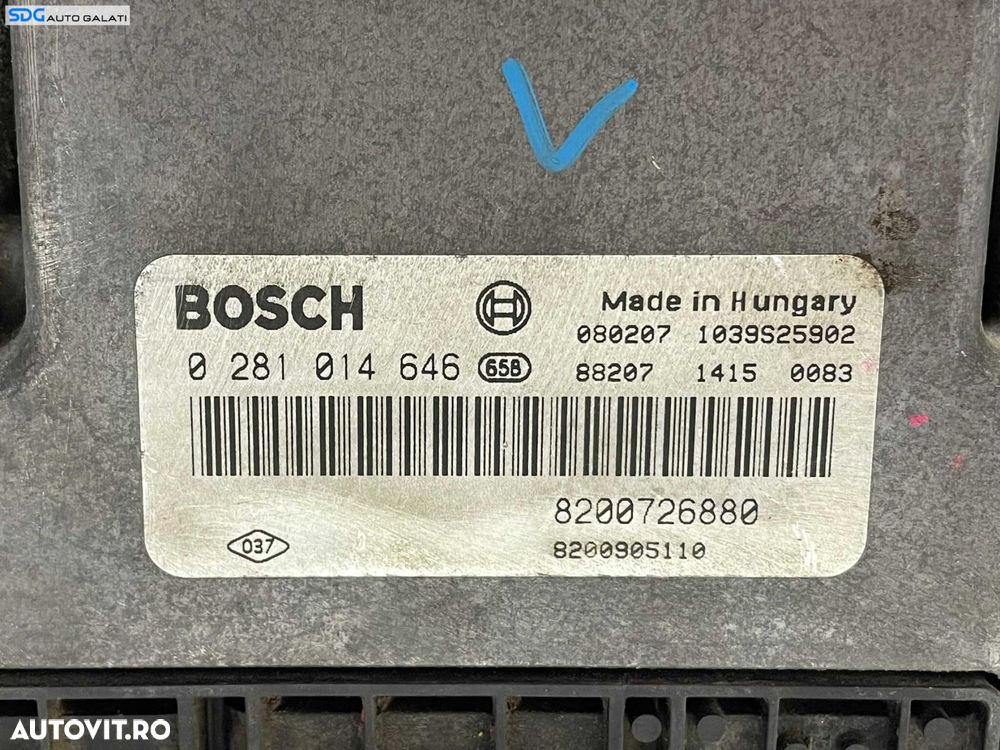 SDG AUTO GALATI
V
BOSCH
H
Made in Hungary
080207 1039S25902
0 281 014 646 658
88207 1415 0083
8200726880
037
8200905110
AUTOVIT.RO